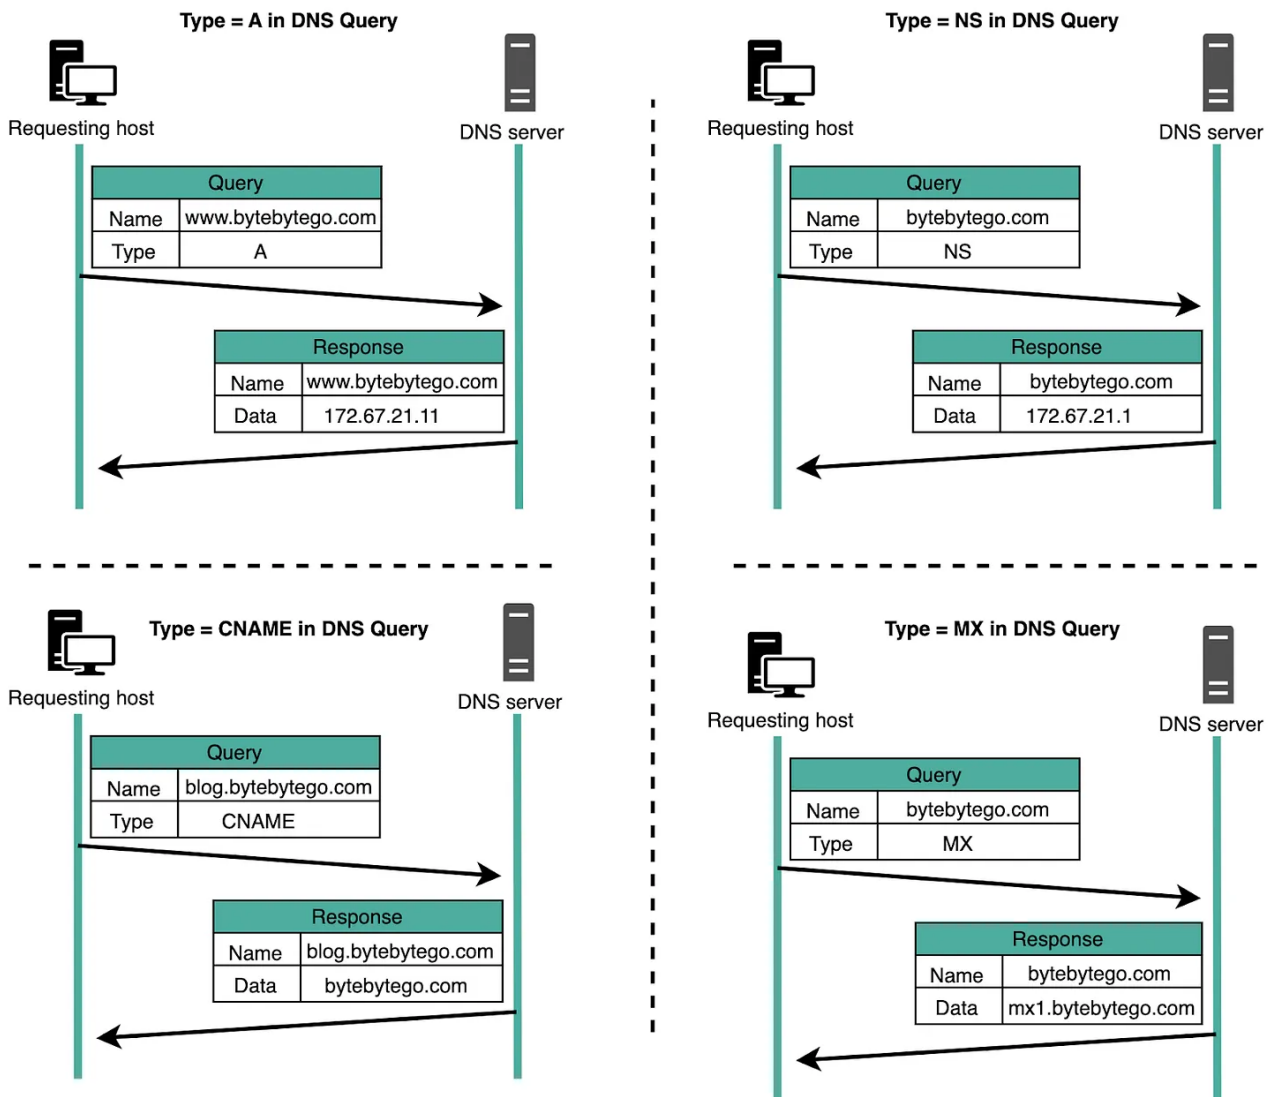 Type = A in DNS Query
Requesting host
DNS server
Query
Name www.bytebytego.com
Type A
Response
Name www.bytebytego.com
Data 172.67.21.11
Type = NS in DNS Query
Requesting host
DNS server
Query
Name bytebytego.com
Type NS
Response
Name bytebytego.com
Data 172.67.21.1
Type = CNAME in DNS Query
Requesting host
DNS server
Query
Name blog.bytebytego.com
Type CNAME
Response
Name blog.bytebytego.com
Data bytebytego.com
Type = MX in DNS Query
Requesting host
DNS server
Query
Name bytebytego.com
Type MX
Response
Name bytebytego.com
Data mx1.bytebytego.com